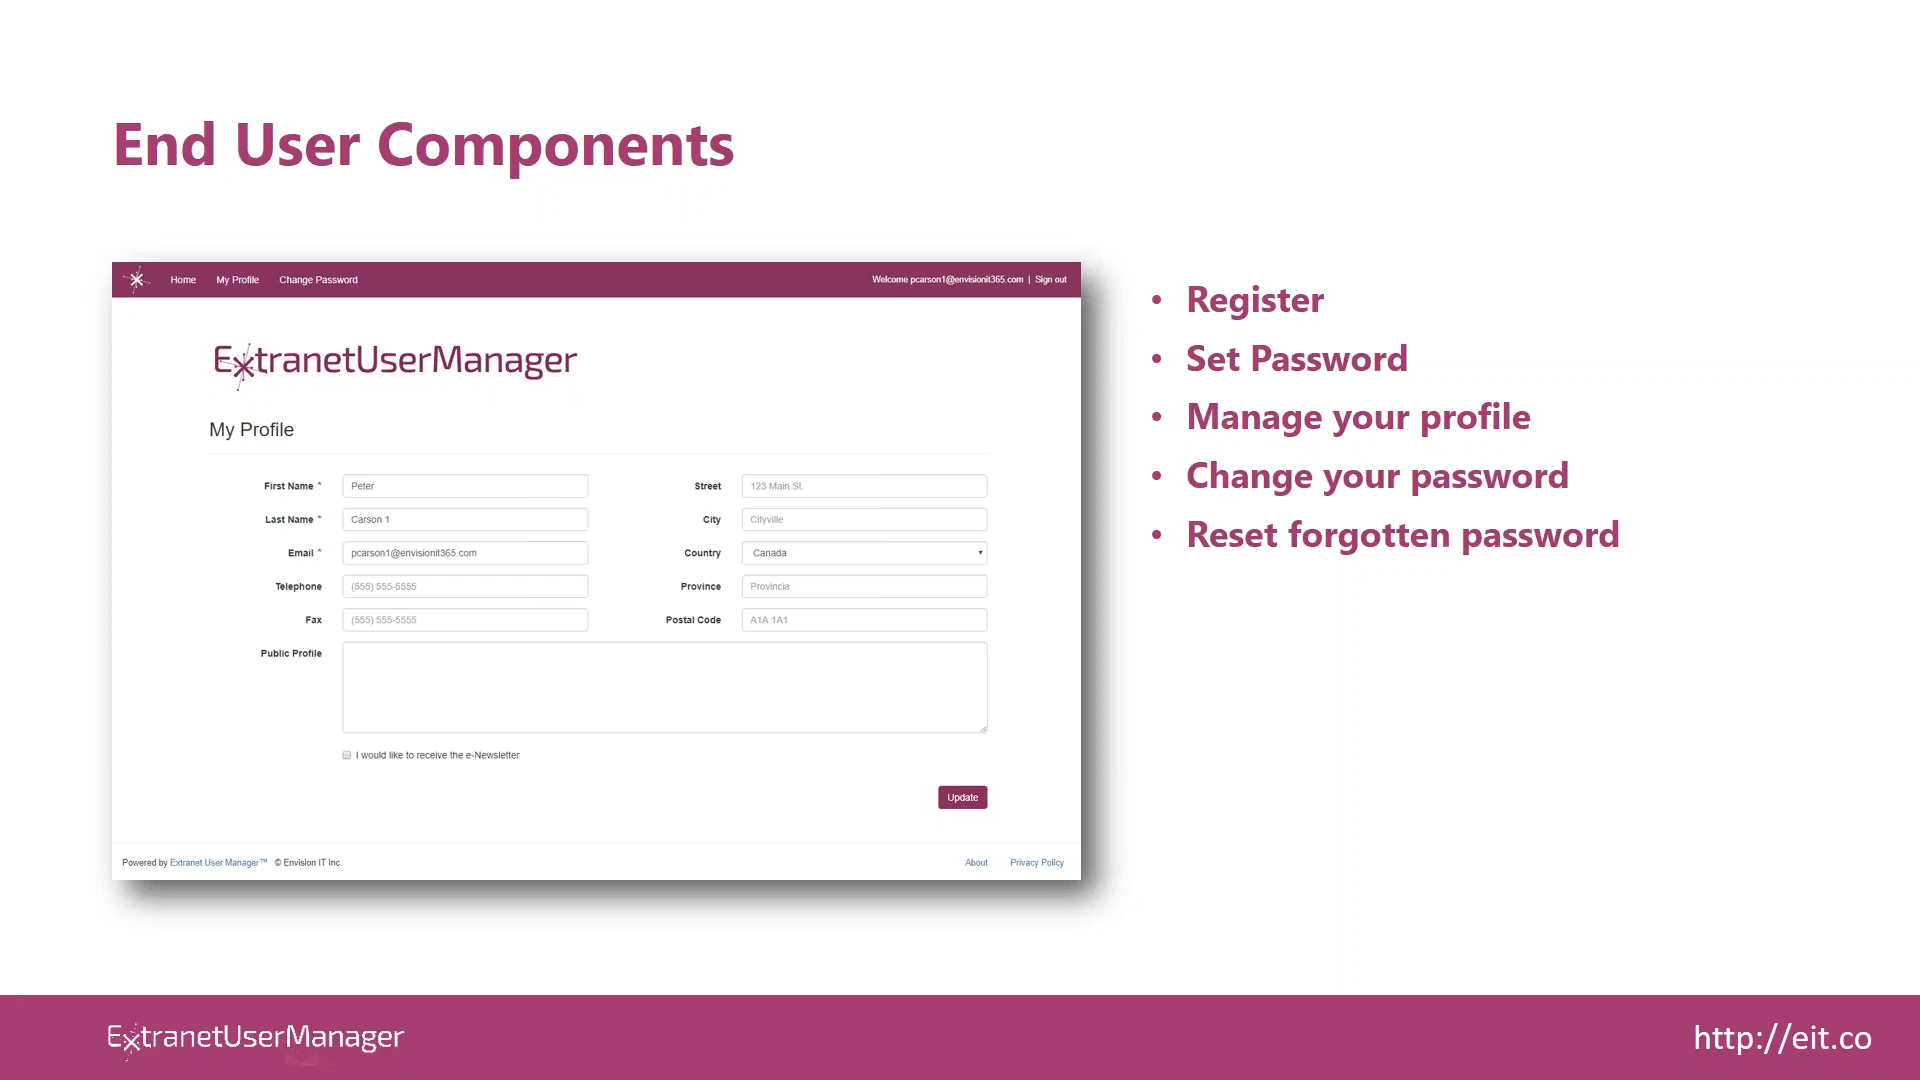 End User Components
Home My Profile Change Password Welcome pcarson1@envisionit365.com | Sign out
ExtranetUserManager
My Profile
First Name * Peter Street 123 Main St.
Last Name * Carson 1 City Cityville
Email * pcarson1@envisionit365.com Country Canada
Telephone (555) 555-5555 Province Provincia
Fax (555) 555-5555 Postal Code A1A 1A1
Public Profile
I would like to receive the e-Newsletter
Update
Powered by Extranet User Manager™ © Envision IT Inc. About Privacy Policy
• Register
• Set Password
• Manage your profile
• Change your password
• Reset forgotten password
ExtranetUserManager
http://eit.co